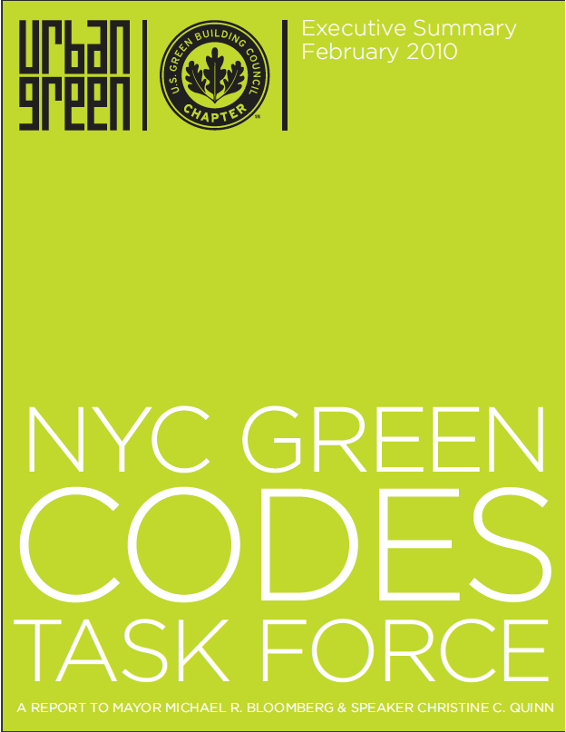 urban
green
U.S. GREEN BUILDING COUNCIL
CHAPTER
Executive Summary
February 2010
NYC GREEN
CODES
TASK FORCE
A REPORT TO MAYOR MICHAEL R. BLOOMBERG & SPEAKER CHRISTINE C. QUINN